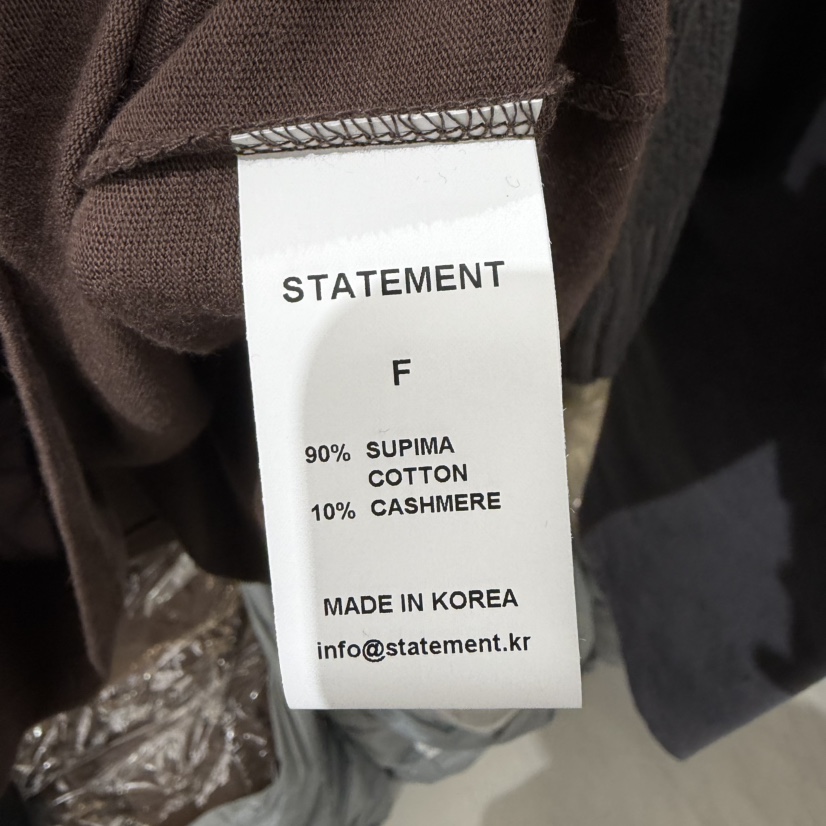 STATEMENT
F
90% SUPIMA
COTTON
10% CASHMERE
MADE IN KOREA
info@statement.kr